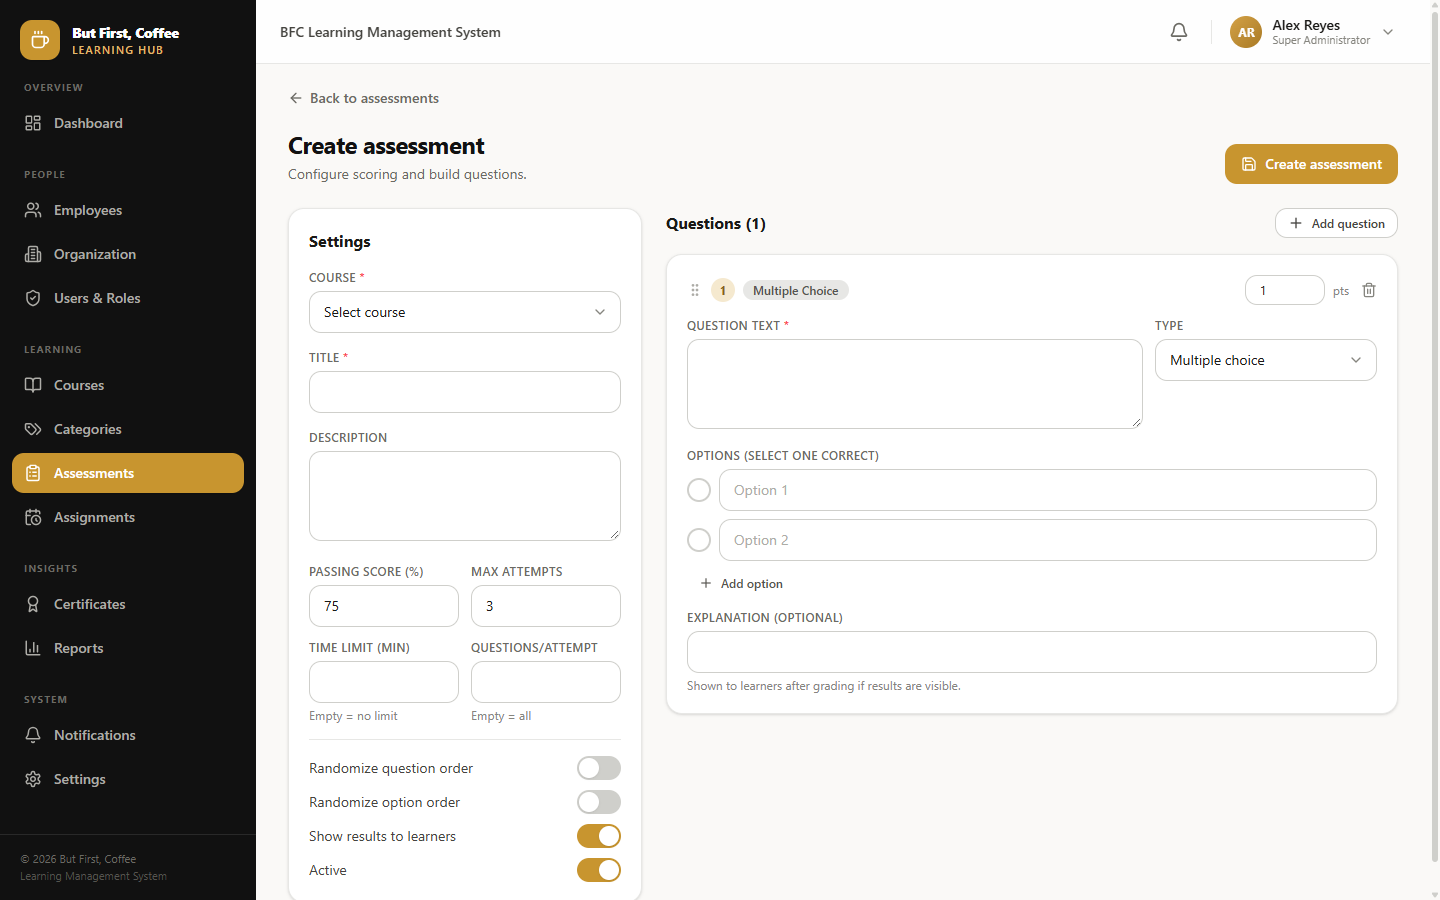 But First, Coffee
LEARNING HUB
OVERVIEW
Dashboard
PEOPLE
Employees
Organization
Users & Roles
LEARNING
Courses
Categories
Assessments
Assignments
INSIGHTS
Certificates
Reports
SYSTEM
Notifications
Settings
© 2026 But First, Coffee
Learning Management System
BFC Learning Management System
AR
Alex Reyes
Super Administrator
Back to assessments
Create assessment
Configure scoring and build questions.
Create assessment
Settings
COURSE *
Select course
TITLE *
DESCRIPTION
PASSING SCORE (%)
MAX ATTEMPTS
75
3
TIME LIMIT (MIN)
QUESTIONS/ATTEMPT
Empty = no limit
Empty = all
Randomize question order
Randomize option order
Show results to learners
Active
Questions (1)
Add question
1
Multiple Choice
1
pts
QUESTION TEXT *
TYPE
Multiple choice
OPTIONS (SELECT ONE CORRECT)
Option 1
Option 2
Add option
EXPLANATION (OPTIONAL)
Shown to learners after grading if results are visible.